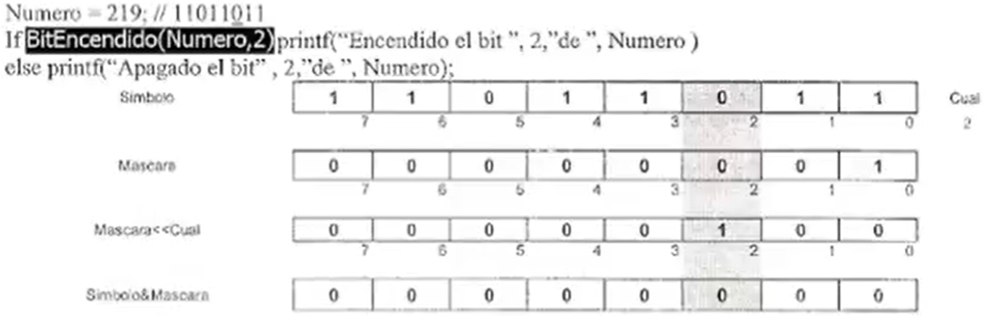 Numero = 219; // 11011011
If BitEncendido(Numero,2) printf("Encendido el bit ", 2,"de ", Numero )
else printf("Apagado el bit" , 2,"de ", Numero);
Simbolo 1 1 0 1 1 0 1 1 Cual
7 6 5 4 3 2 1 0 2
Mascara 0 0 0 0 0 0 0 1
7 6 5 4 3 2 1 0
Mascara<<Cual 0 0 0 0 0 1 0 0
7 6 5 4 3 2 1 0
Simbolo&Mascara 0 0 0 0 0 0 0 0